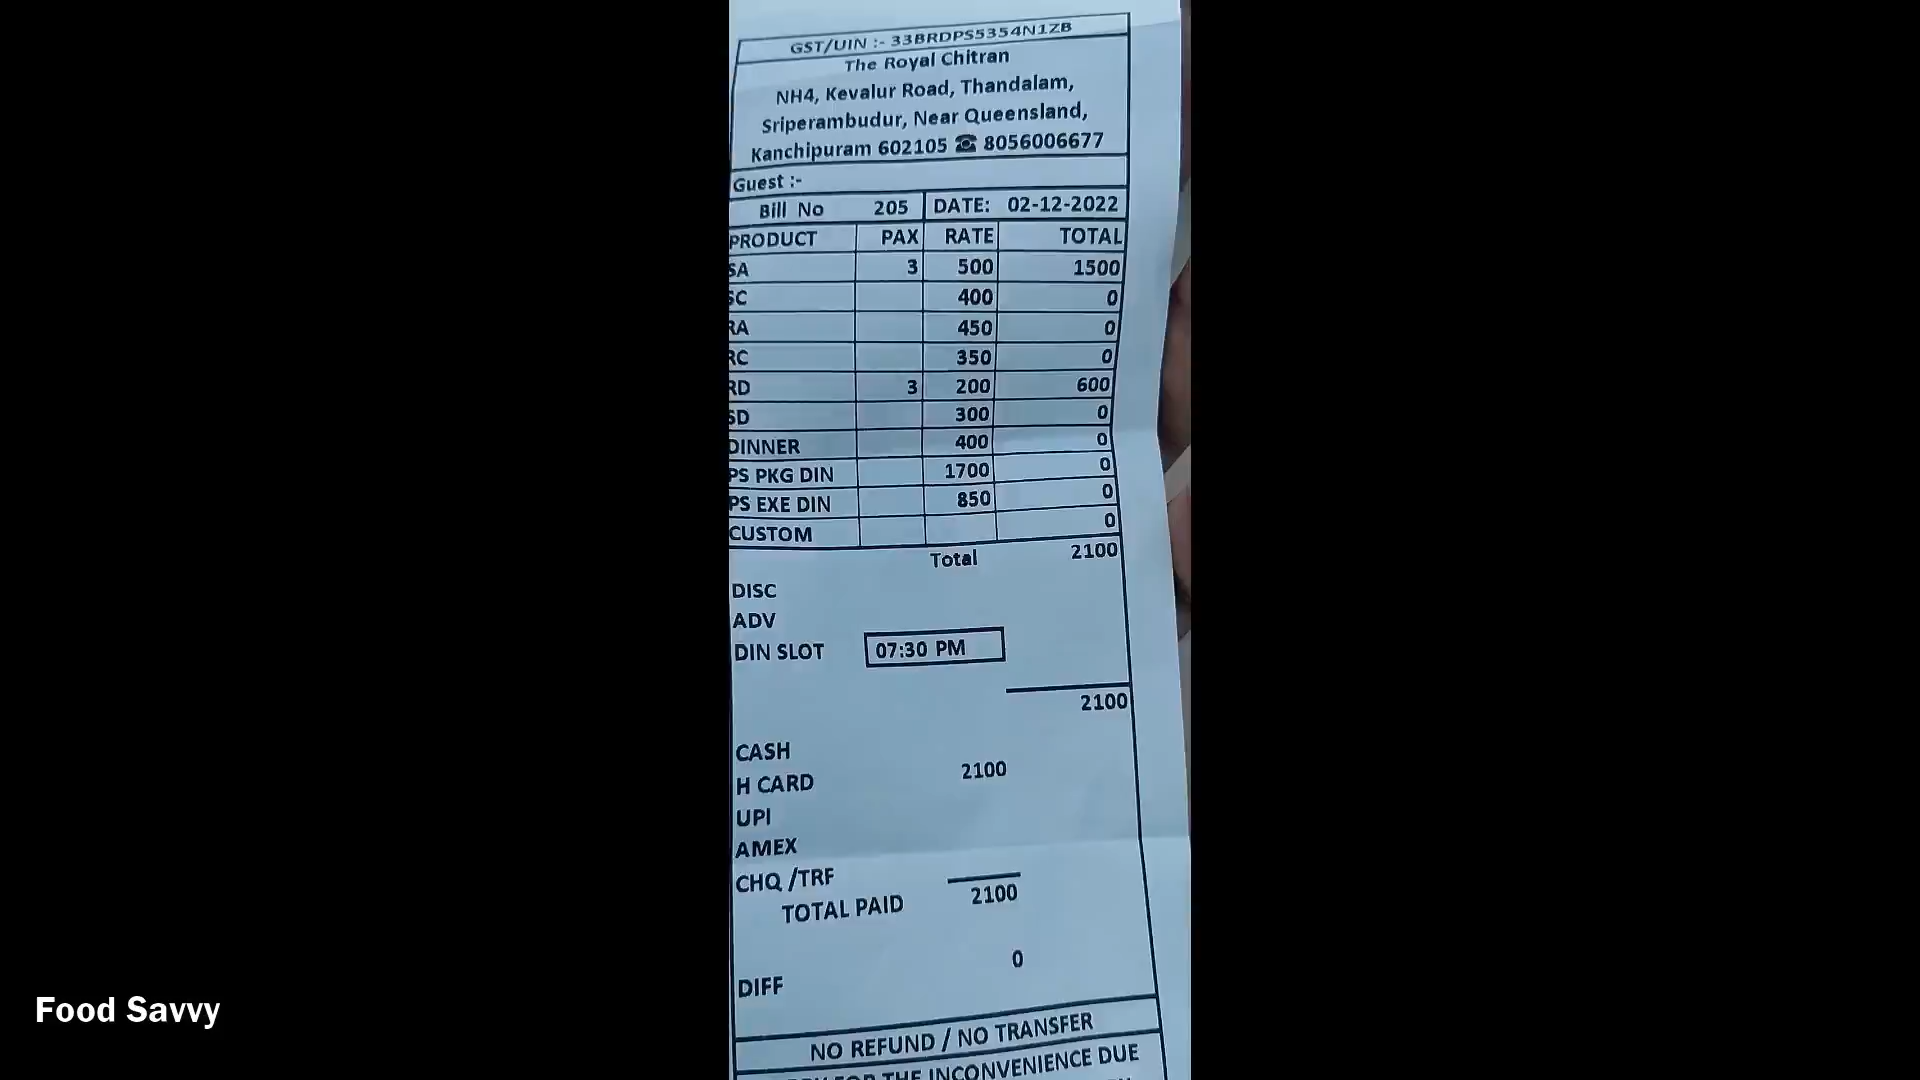 GST/UIN :- 33BRDPS5354N1ZB
The Royal Chitran
NH4, Kevalur Road, Thandalam,
Sriperambudur, Near Queensland,
Kanchipuram 602105 ☎ 8056006677
Guest :-
Bill No 205 DATE: 02-12-2022
PRODUCT PAX RATE TOTAL
SA 3 500 1500
SC 400 0
RA 450 0
RC 350 0
RD 3 200 600
SD 300 0
DINNER 400 0
PS PKG DIN 1700 0
PS EXE DIN 850 0
CUSTOM 0
Total 2100
DISC
ADV
DIN SLOT 07:30 PM
2100
CASH
H CARD 2100
UPI
AMEX
CHQ /TRF
TOTAL PAID 2100
0
DIFF
NO REFUND / NO TRANSFER
FOR THE INCONVENIENCE DUE
Food Savvy